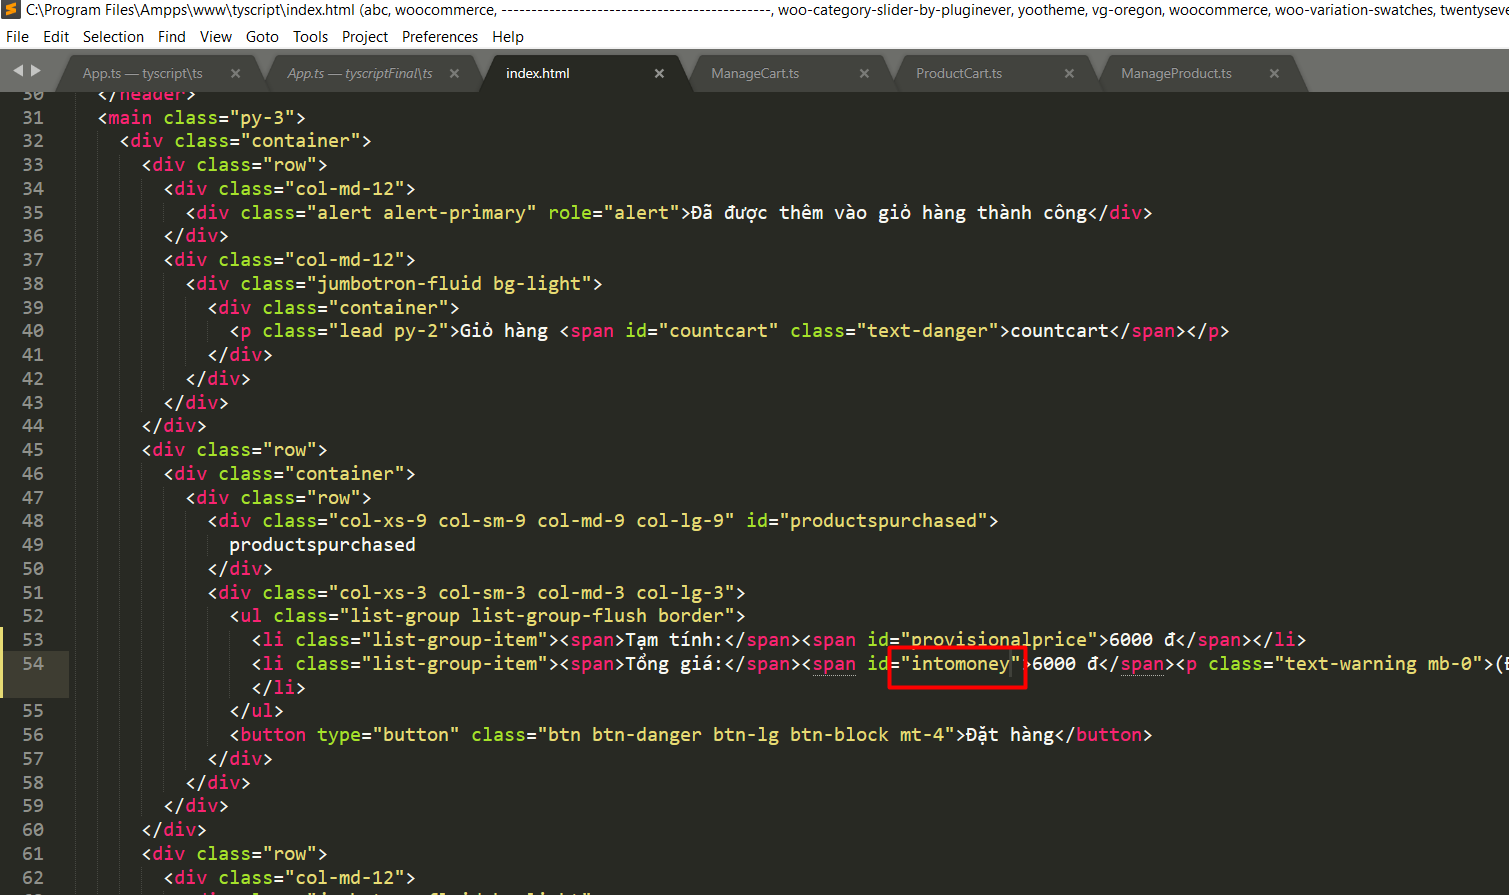 C:\Program Files\Ampps\www\tyscript\index.html (abc, woocommerce, ---------------------------------------------, woo-category-slider-by-pluginever, yootheme, vg-oregon, woocommerce, woo-variation-swatches, twentyseve
File Edit Selection Find View Goto Tools Project Preferences Help
App.ts — tyscript\ts App.ts — tyscriptFinal\ts index.html ManageCart.ts ProductCart.ts ManageProduct.ts
30 </header>
31 <main class="py-3">
32 <div class="container">
33 <div class="row">
34 <div class="col-md-12">
35 <div class="alert alert-primary" role="alert">Đã được thêm vào giỏ hàng thành công</div>
36 </div>
37 <div class="col-md-12">
38 <div class="jumbotron-fluid bg-light">
39 <div class="container">
40 <p class="lead py-2">Giỏ hàng <span id="countcart" class="text-danger">countcart</span></p>
41 </div>
42 </div>
43 </div>
44 </div>
45 <div class="row">
46 <div class="container">
47 <div class="row">
48 <div class="col-xs-9 col-sm-9 col-md-9 col-lg-9" id="productspurchased">
49 productspurchased
50 </div>
51 <div class="col-xs-3 col-sm-3 col-md-3 col-lg-3">
52 <ul class="list-group list-group-flush border">
53 <li class="list-group-item"><span>Tạm tính:</span><span id="provisionalprice">6000 đ</span></li>
54 <li class="list-group-item"><span>Tổng giá:</span><span id="intomoney">6000 đ</span><p class="text-warning mb-0">(
</li>
55 </ul>
56 <button type="button" class="btn btn-danger btn-lg btn-block mt-4">Đặt hàng</button>
57 </div>
58 </div>
59 </div>
60 </div>
61 <div class="row">
62 <div class="col-md-12">